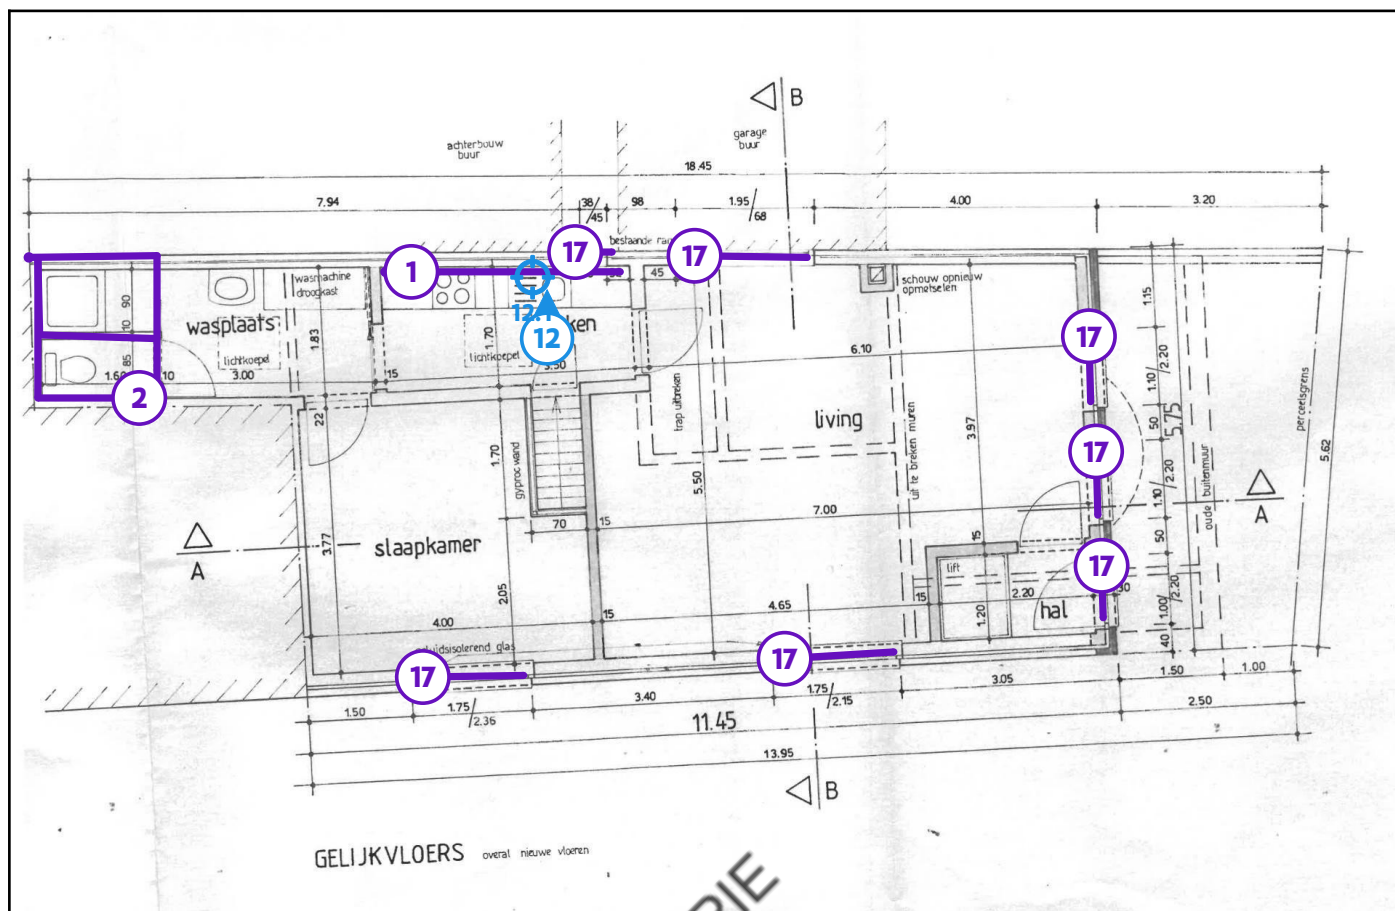 B
achterbouw
buur
garage
buur
18.45
7.94
38/
45
98
1.95/
68
4.00
3.20
bestaande
17
17
1
12.1
12
wasmachine
droogkast
45
schouw opnieuw
opmetselen
90
10
85
wasplaats
lichtkoepel
1.83
1.70
lichtkoepel
ken
6.10
17
1.15
1.10/
2.20
1.60
10
3.00
15
3.50
2
22
trap uitbreken
living
uit te breken muren
3.97
17
50
5.75
2.20
1.10/
perceelsgrens
5.62
oude buitenmuur
1.70
gyproc wand
5.50
7.00
70
15
A
A
slaapkamer
3.77
2.05
15
lift
2.20
1.20
hal
17
50
2.20
1.00/
40
30
4.00
15
4.65
15
geluidsisolerend glas
17
17
1.50
1.75/
2.36
3.40
1.75/
2.15
3.05
1.50
1.00
2.50
11.45
13.95
B
GELIJKVLOERS overal nieuwe vloeren
RIE